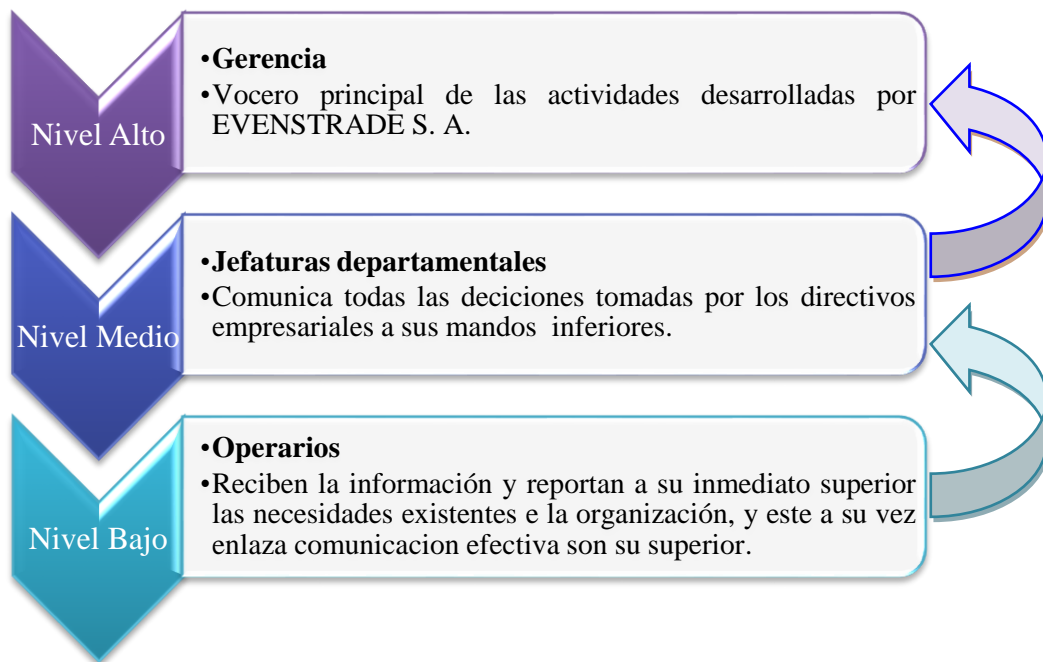 Nivel Alto
•Gerencia
•Vocero principal de las actividades desarrolladas por
EVENSTRADE S. A.
Nivel Medio
•Jefaturas departamentales
•Comunica todas las deciciones tomadas por los directivos
empresariales a sus mandos inferiores.
Nivel Bajo
•Operarios
•Reciben la información y reportan a su inmediato superior
las necesidades existentes e la organización, y este a su vez
enlaza comunicacion efectiva son su superior.